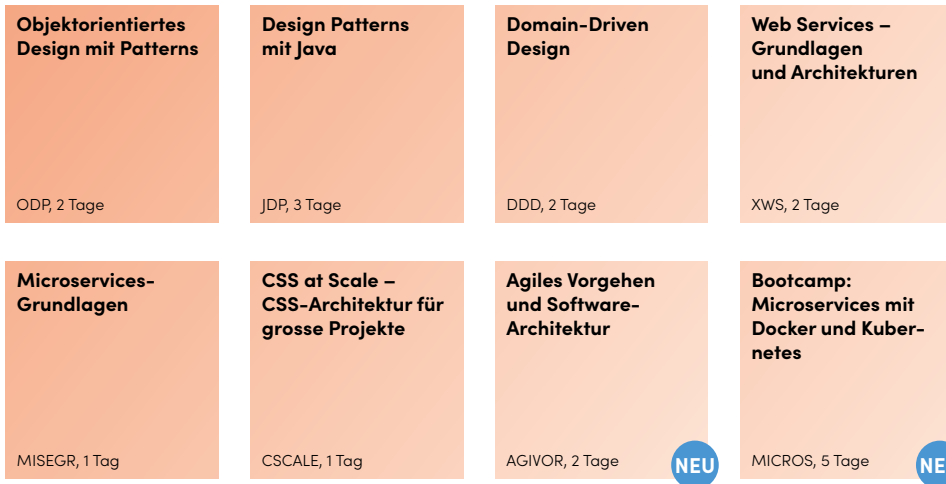 Objektorientiertes
Design mit Patterns
ODP, 2 Tage
Design Patterns
mit Java
JDP, 3 Tage
Domain-Driven
Design
DDD, 2 Tage
Web Services –
Grundlagen
und Architekturen
XWS, 2 Tage
Microservices-
Grundlagen
MISEGR, 1 Tag
CSS at Scale –
CSS-Architektur für
grosse Projekte
CSCALE, 1 Tag
Agiles Vorgehen
und Software-
Architektur
AGIVOR, 2 Tage
NEU
Bootcamp:
Microservices mit
Docker und Kuber-
netes
MICROS, 5 Tage